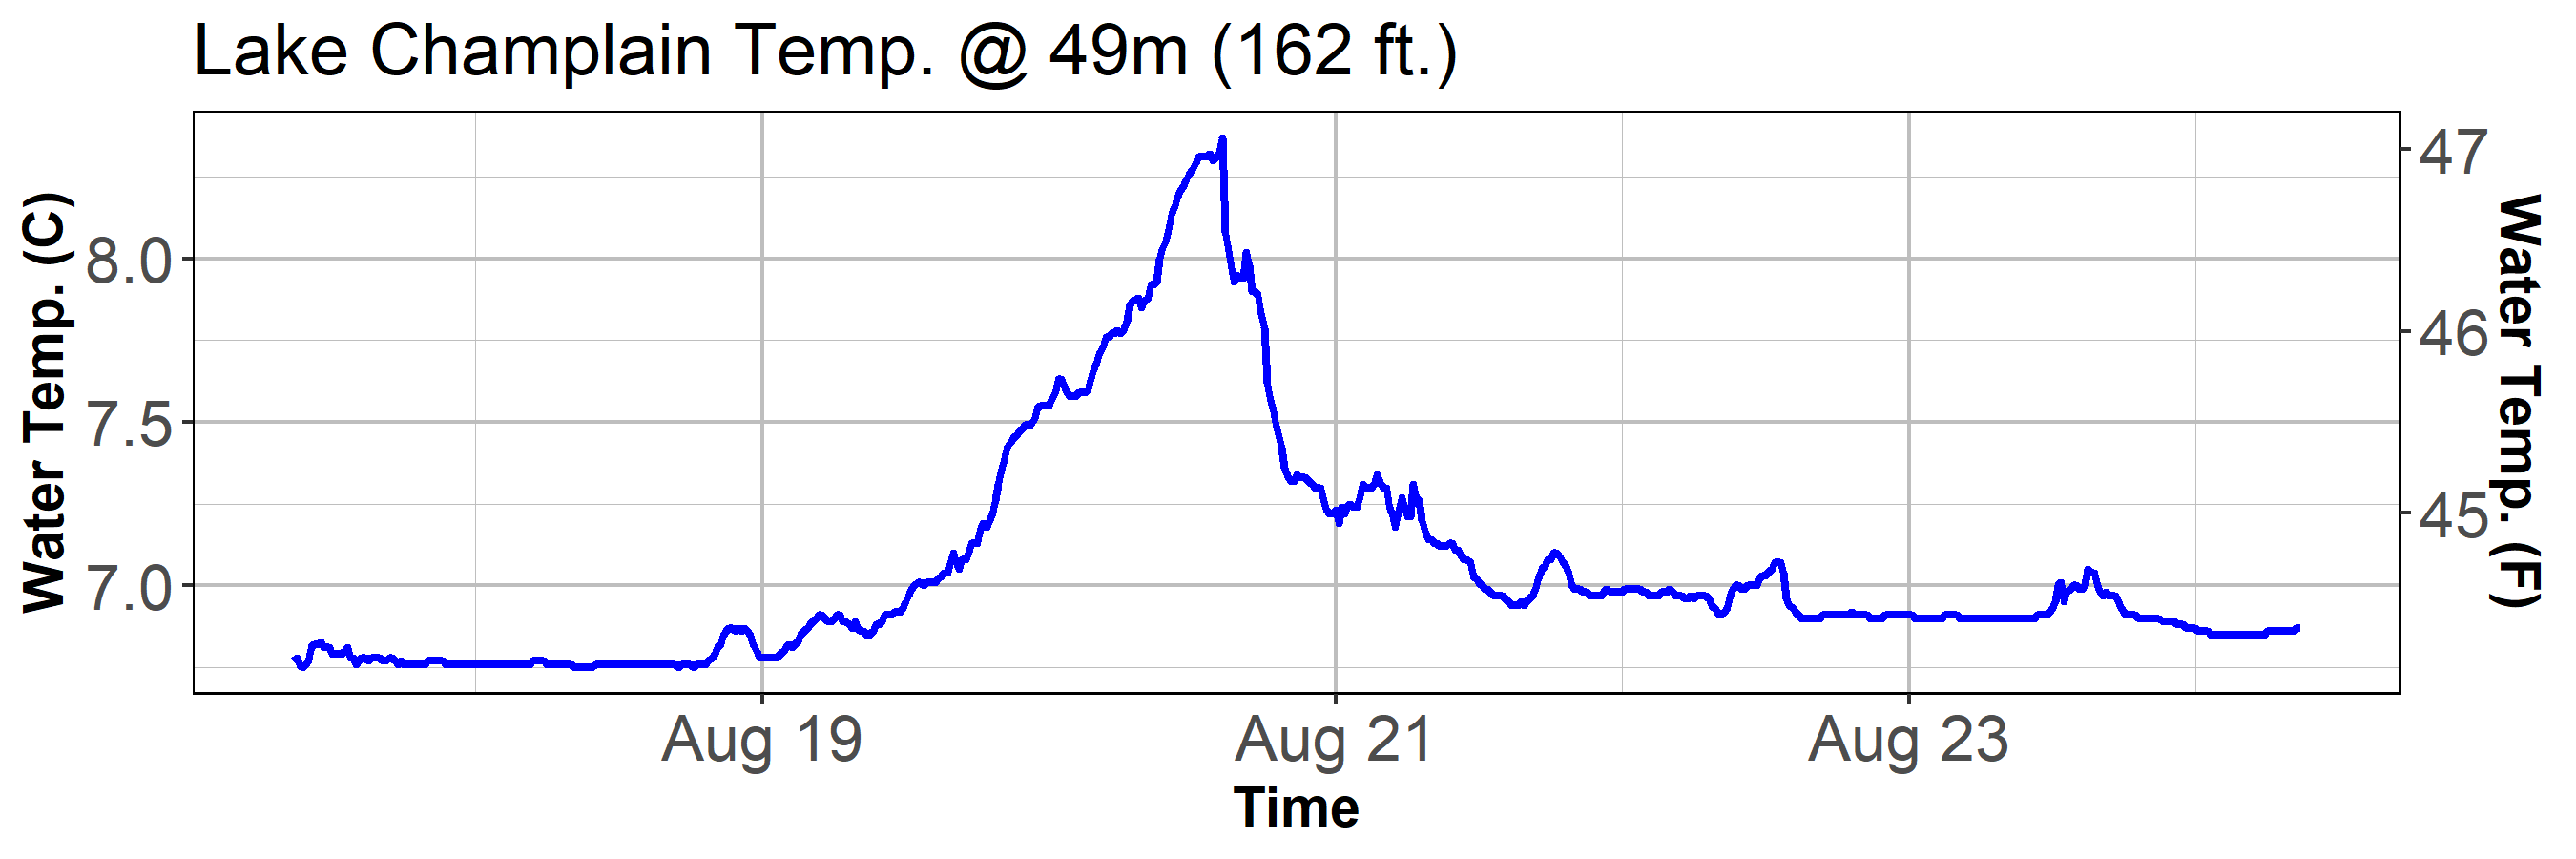 Lake Champlain Temp. @ 49m (162 ft.)
Water Temp. (C)
8.0
7.5
7.0
47
46
45
Water Temp. (F)
Aug 19
Aug 21
Aug 23
Time